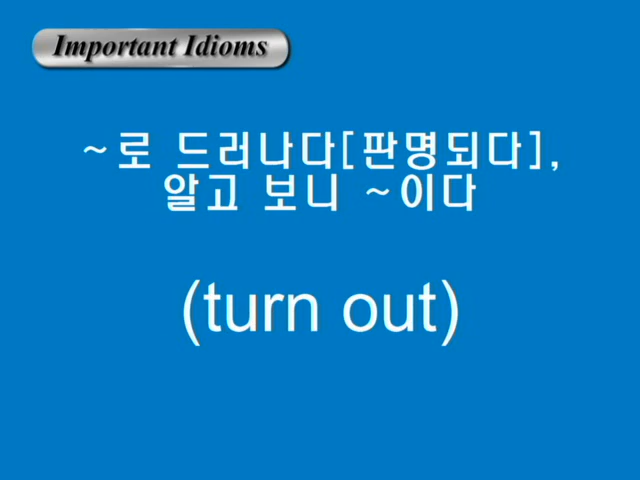 Important Idioms
~로 드러나다[판명되다],
알고 보니 ~이다
(turn out)